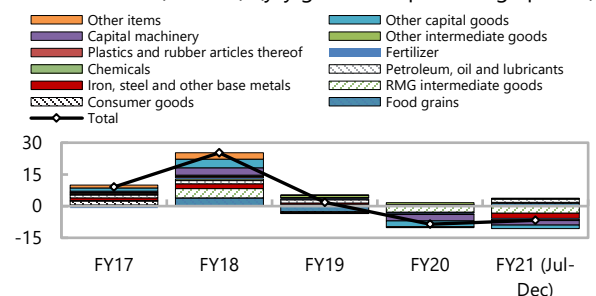 Other items
Other capital goods
Capital machinery
Other intermediate goods
Plastics and rubber articles thereof
Fertilizer
Chemicals
Petroleum, oil and lubricants
Iron, steel and other base metals
RMG intermediate goods
Consumer goods
Food grains
Total
30
15
0
-15
FY17
FY18
FY19
FY20
FY21 (Jul-
Dec)